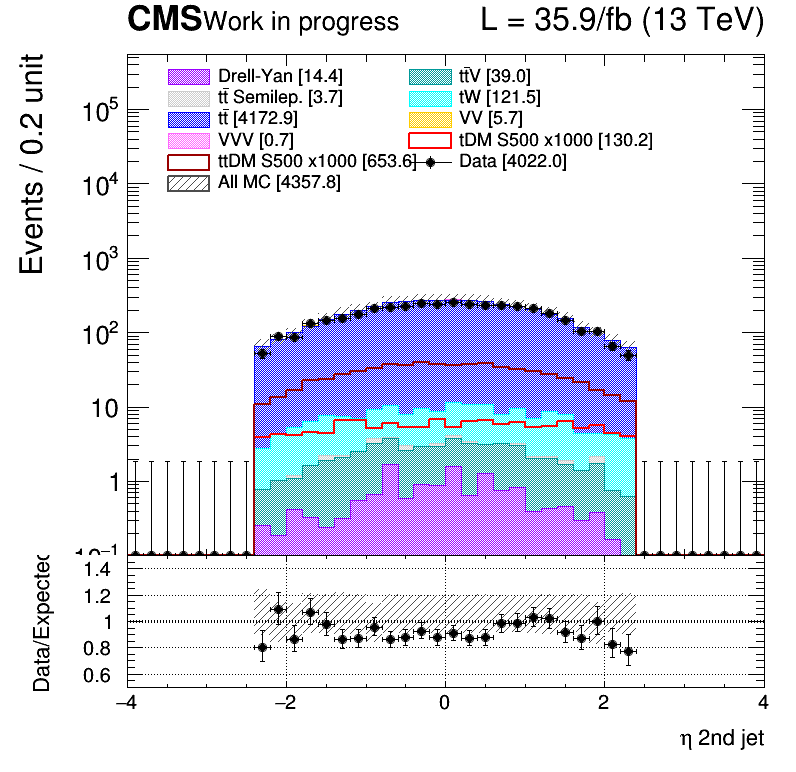 CMS Work in progress L = 35.9/fb (13 TeV)
Drell-Yan [14.4] tt̄V [39.0]
tt̄ Semilep. [3.7] tW [121.5]
tt̄ [4172.9] VV [5.7]
VVV [0.7] tDM S500 x1000 [130.2]
ttDM S500 x1000 [653.6] Data [4022.0]
All MC [4357.8]
Events / 0.2 unit
10⁵
10⁴
10³
10²
10
1
10⁻¹
Data/Expected
1.4
1.2
1
0.8
0.6
−4 −2 0 2 4
η 2nd jet